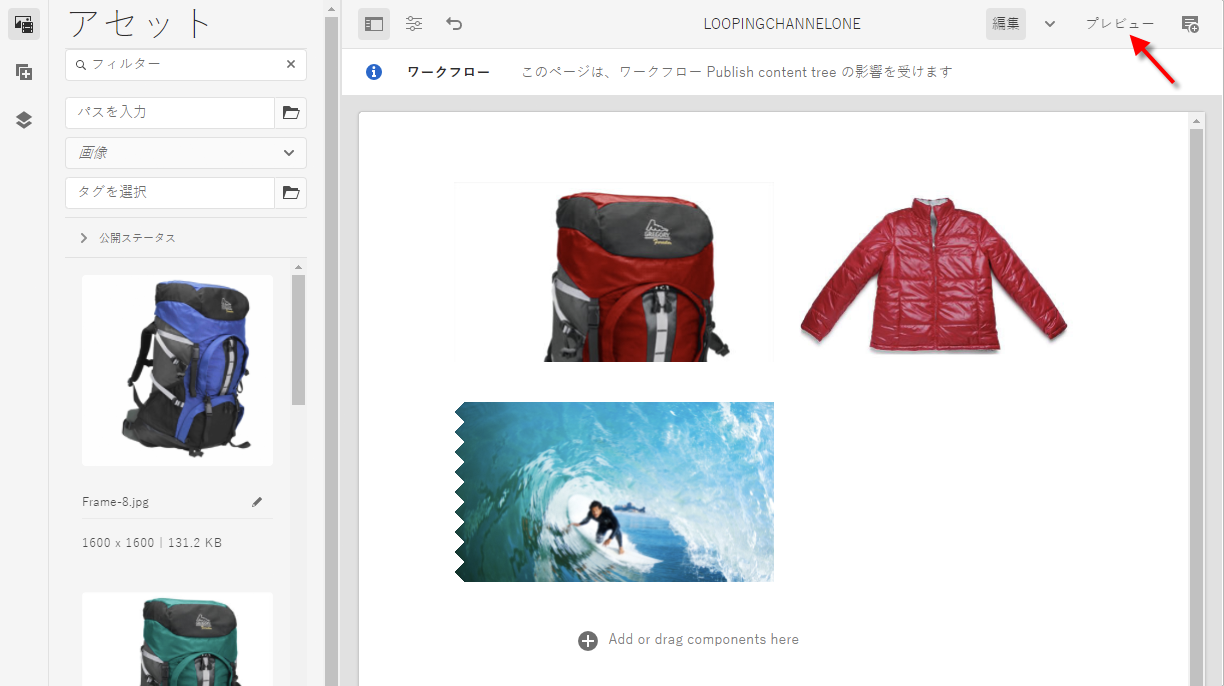 アセット
フィルター
パスを入力
画像
タグを選択
公開ステータス
Frame-8.jpg
1600 x 1600 | 131.2 KB
LOOPINGCHANNELONE
編集
プレビュー
ワークフロー このページは、ワークフロー Publish content tree の影響を受けます
GREGORY
Add or drag components here